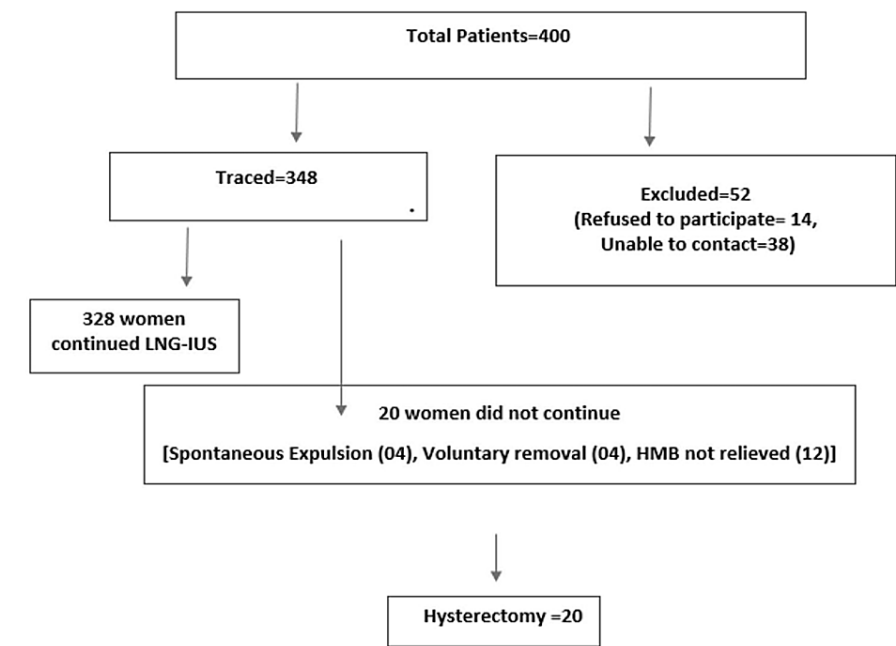 Total Patients=400
Traced=348
.
Excluded=52
(Refused to participate= 14,
Unable to contact=38)
328 women
continued LNG-IUS
20 women did not continue
[Spontaneous Expulsion (04), Voluntary removal (04), HMB not relieved (12)]
Hysterectomy =20